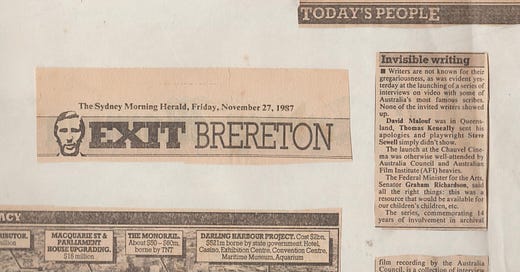 TODAY'S PEOPLE
The Sydney Morning Herald, Friday, November 27, 1987
EXIT BRERETON
Invisible writing
■ Writers are not known for their
gregariousness, as was evident yes-
terday at the launching of a series of
interviews on video with some of
Australia's most famous scribes.
None of the invited writers showed
up.
David Malouf was in Queens-
land, Thomas Keneally sent his
apologies and playwright Steve
Sewell simply didn't show.
The launch at the Chauvel Cine-
ma was otherwise well-attended by
Australia Council and Australian
Film Institute (AFI) heavies.
The Federal Minister for the Arts,
Senator Graham Richardson, said
all the right things: this was a
resource that would be available for
our children's children, etc.
The series, commemorating 14
years of involvement in archival
film recording by the Australia
Council, is a collection of interview
ACY
IBUTOR.
illion
MACQUARIE ST &
PARLIAMENT
HOUSE UPGRADING.
$18 million
THE MONORAIL.
About $50 - $60m,
borne by TNT
DARLING HARBOUR PROJECT. Cost $2bn,
$821m borne by state government. Hotel,
Casino, Exhibition Centre, Convention Centre,
Maritime Museum, Aquarium